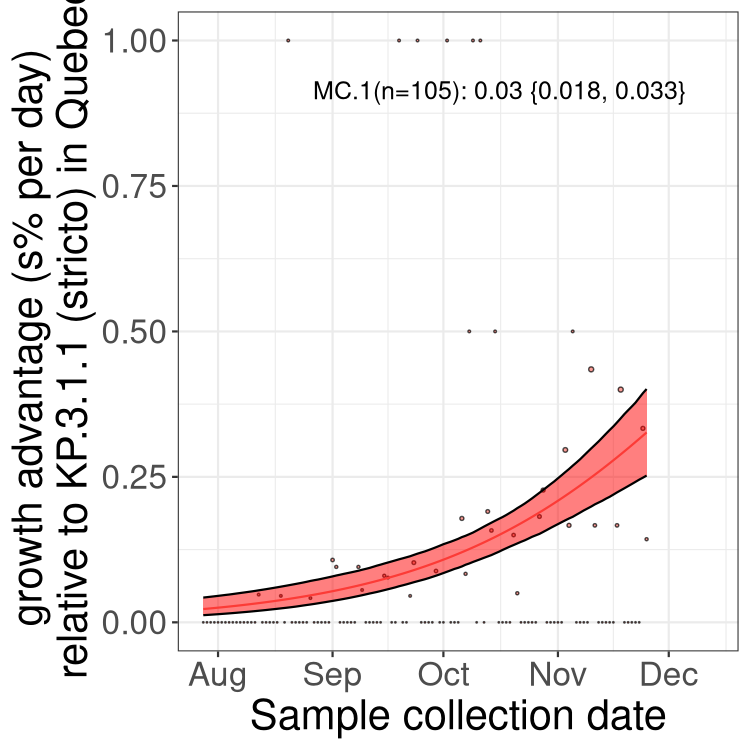 growth advantage (s% per day)
relative to KP.3.1.1 (stricto) in Quebec
1.00
0.75
0.50
0.25
0.00
MC.1(n=105): 0.03 {0.018, 0.033}
Aug Sep Oct Nov Dec
Sample collection date